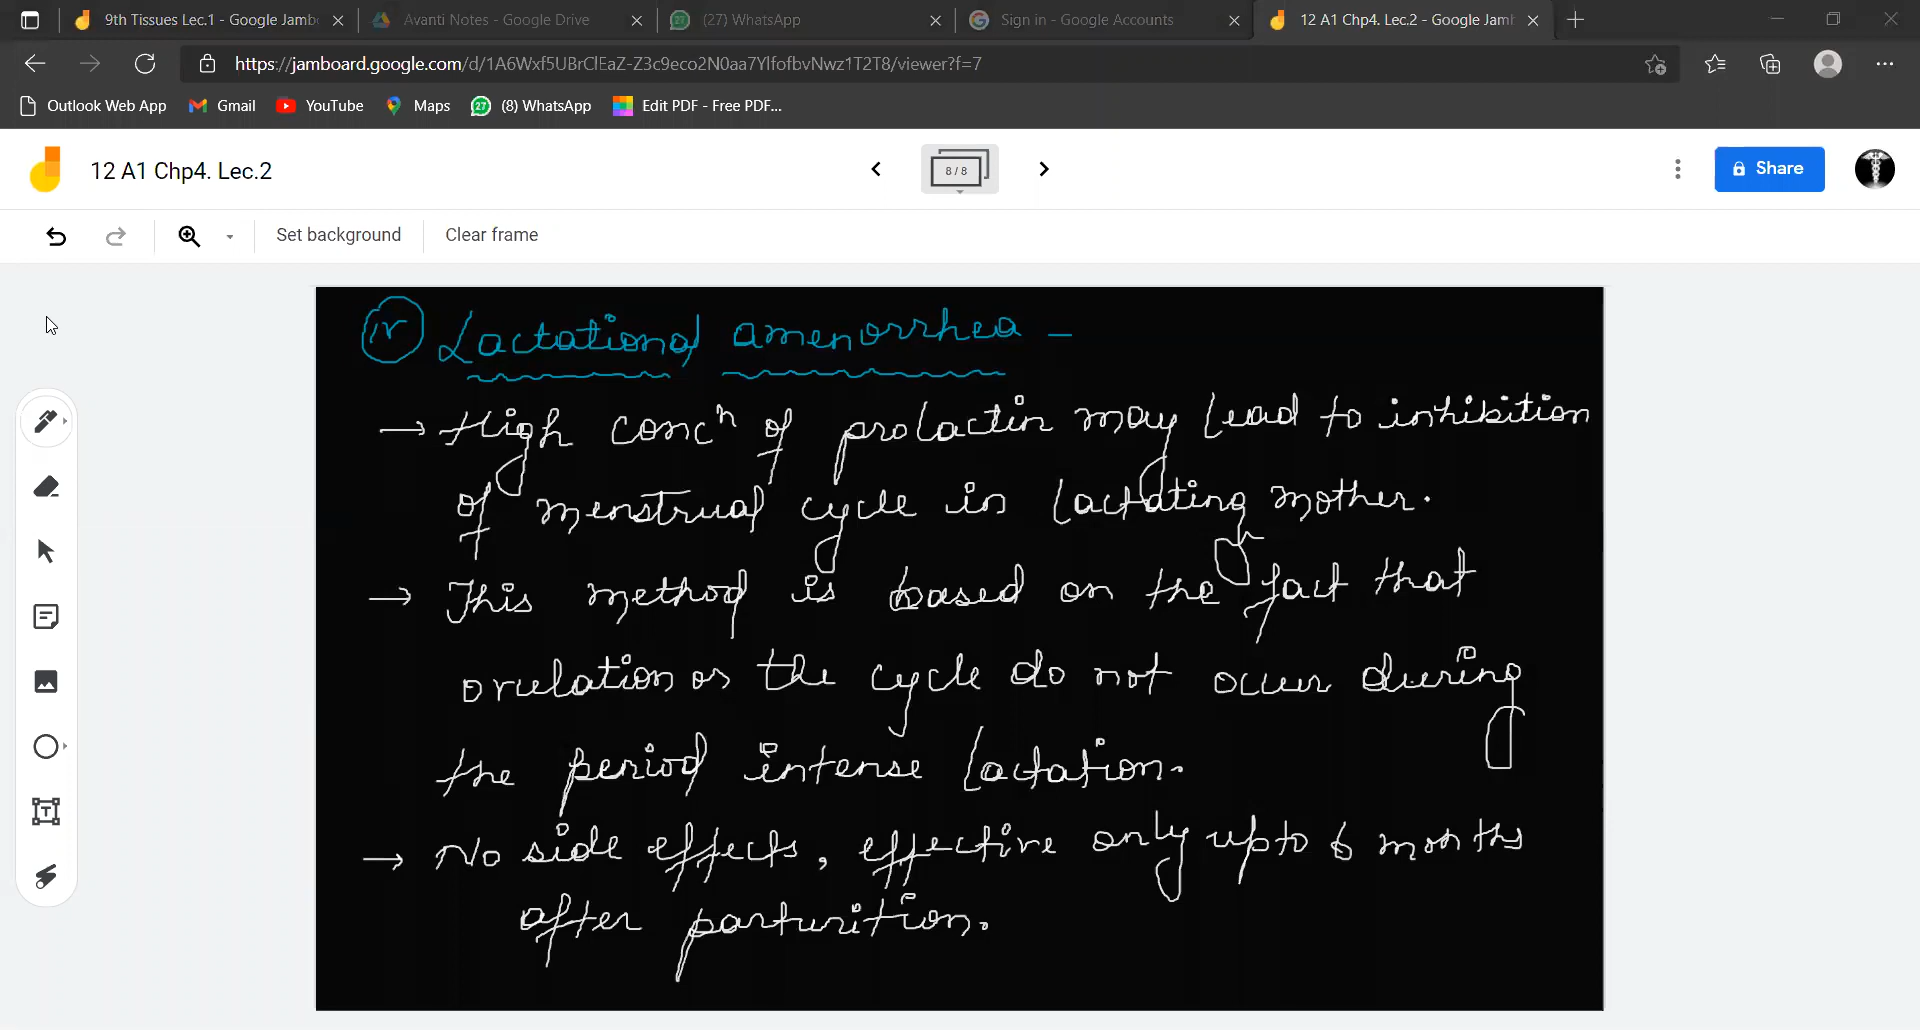 9th Tissues Lec.1 - Google Jamb
Avanti Notes - Google Drive
(27) WhatsApp
Sign in - Google Accounts
12 A1 Chp4. Lec.2 - Google Jam
https://jamboard.google.com/d/1A6Wxf5UBrClEaZ-Z3c9eco2N0aa7YlfofbvNwz1T2T8/viewer?f=7
Outlook Web App Gmail YouTube Maps 27 (8) WhatsApp Edit PDF - Free PDF...
12 A1 Chp4. Lec.2
8 / 8
Share
Set background Clear frame
(iv) Lactational amenorrhea -
→ High concn of prolactin may lead to inhibition
of menstrual cycle in lactating mother.
→ This method is based on the fact that
ovulation or the cycle do not occur during
the period intense lactation.
→ No side effects, effective only upto 6 months
after parturition.